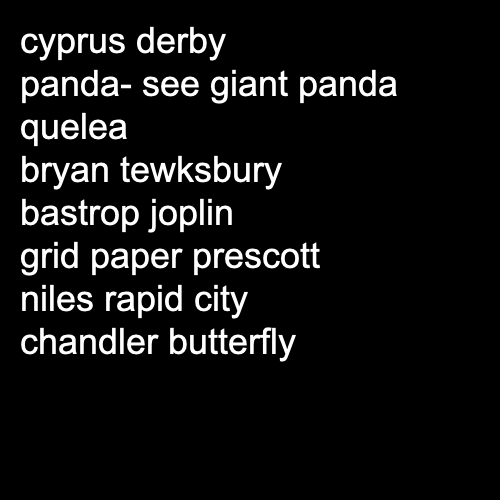 cyprus derby
panda- see giant panda
quelea
bryan tewksbury
bastrop joplin
grid paper prescott
niles rapid city
chandler butterfly